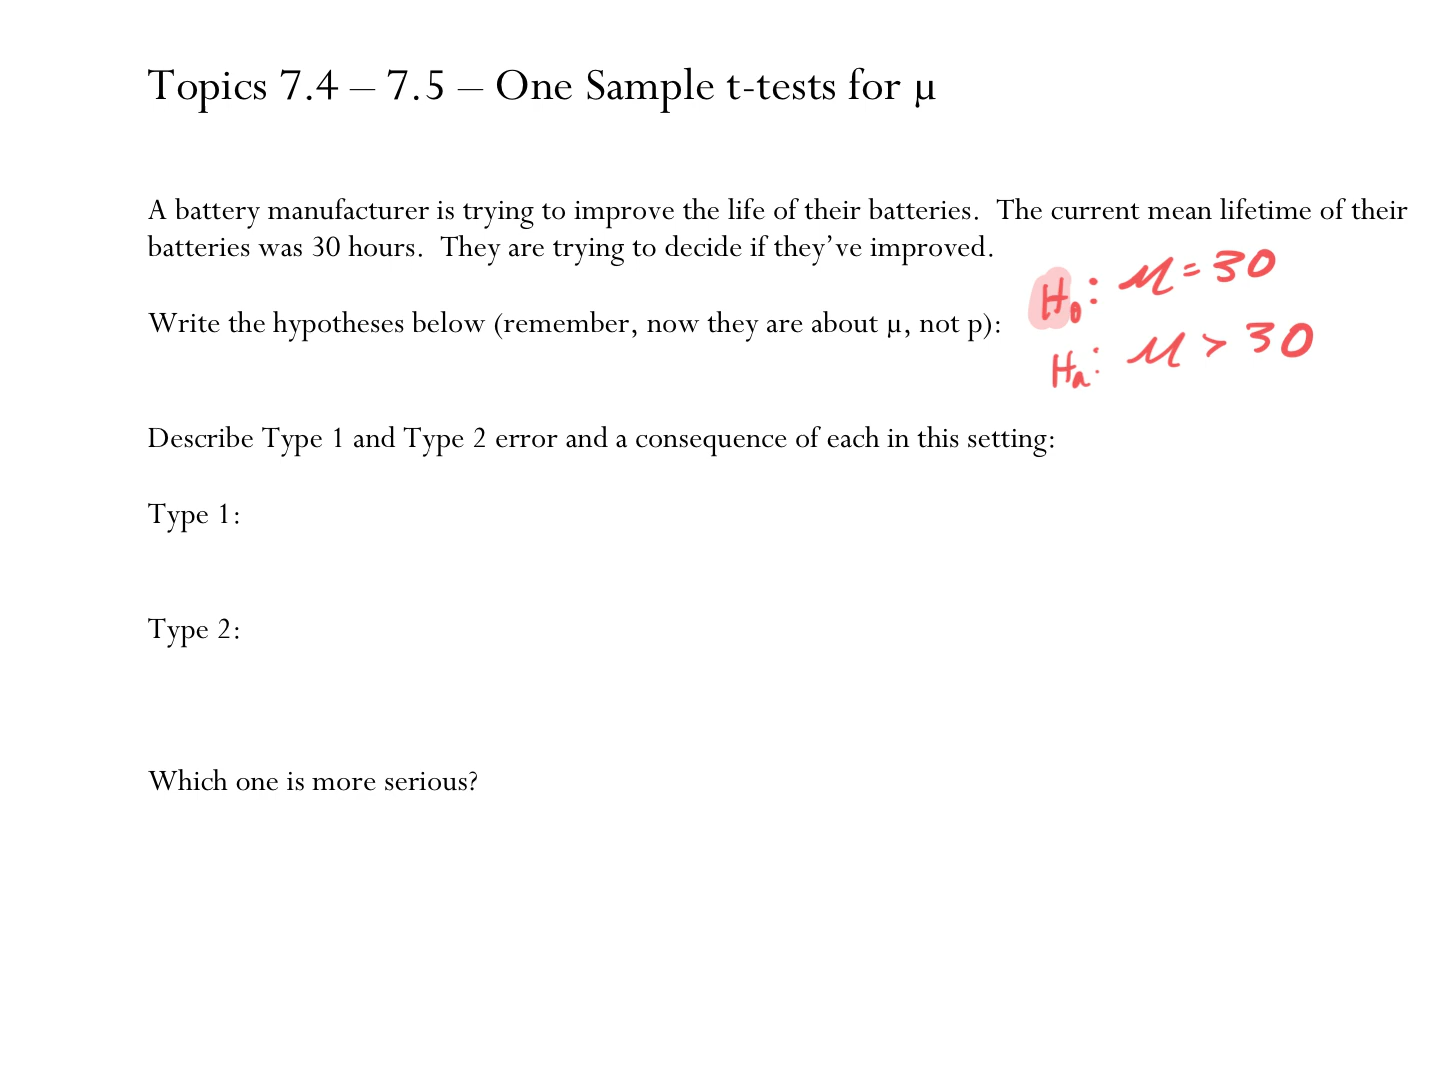 Topics 7.4 – 7.5 – One Sample t-tests for µ
A battery manufacturer is trying to improve the life of their batteries.  The current mean lifetime of their
batteries was 30 hours.  They are trying to decide if they’ve improved.
H₀: µ = 30
Write the hypotheses below (remember, now they are about µ, not p):
Hₐ: µ > 30
Describe Type 1 and Type 2 error and a consequence of each in this setting:
Type 1:
Type 2:
Which one is more serious?